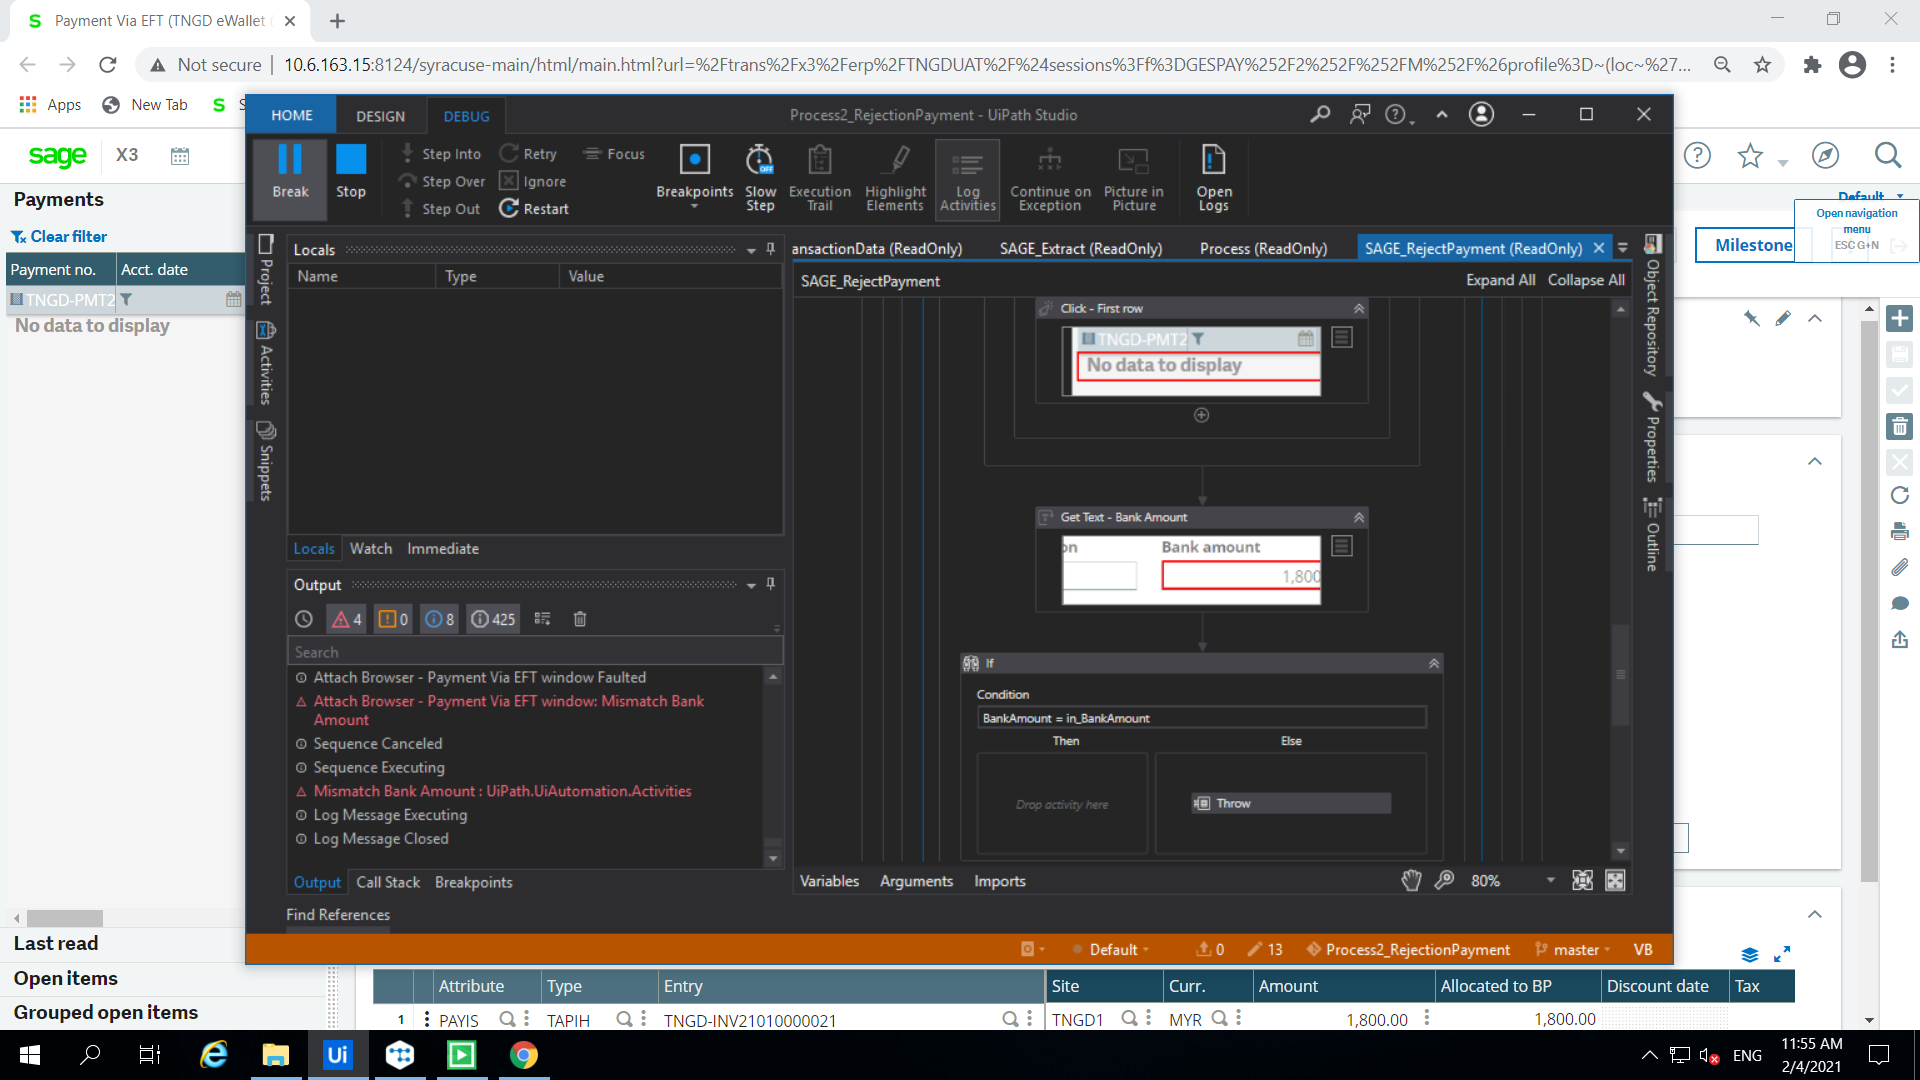 Payment Via EFT (TNGD eWallet
Not secure
10.6.163.15:8124/syracuse-main/html/main.html?url=%2Ftrans%2Fx3%2Ferp%2FTNGDUAT%2F%24sessions%3Ff%3DGESPAY%252F2%252F%252FM%252F%26profile%3D~(loc~%27...
Apps
New Tab
S
HOME
DESIGN
DEBUG
Process2_RejectionPayment - UiPath Studio
sage
X3
Break
Stop
Step Into
Step Over
Step Out
Retry
Ignore
Restart
Focus
Breakpoints
Slow
Step
Execution
Trail
Highlight
Elements
Log
Activities
Continue on
Exception
Picture in
Picture
Open
Logs
Default
Open navigation
menu
ESC G+N
Milestone
Payments
Clear filter
Payment no.
Acct. date
TNGD-PMT2
No data to display
Project
Activities
Snippets
Locals
Name
Type
Value
Locals
Watch
Immediate
Output
4
0
8
425
Search
Attach Browser - Payment Via EFT window Faulted
Attach Browser - Payment Via EFT window: Mismatch Bank
Amount
Sequence Canceled
Sequence Executing
Mismatch Bank Amount : UiPath.UiAutomation.Activities
Log Message Executing
Log Message Closed
Output
Call Stack
Breakpoints
Find References
ansactionData (ReadOnly)
SAGE_Extract (ReadOnly)
Process (ReadOnly)
SAGE_RejectPayment (ReadOnly)
SAGE_RejectPayment
Expand All
Collapse All
Click - First row
TNGD-PMT2
No data to display
Get Text - Bank Amount
on
Bank amount
1,800
If
Condition
BankAmount = in_BankAmount
Then
Else
Drop activity here
Throw
Variables
Arguments
Imports
80%
Object Repository
Properties
Outline
Default
0
13
Process2_RejectionPayment
master
VB
Last read
Open items
Grouped open items
Attribute
Type
Entry
Site
Curr.
Amount
Allocated to BP
Discount date
Tax
1
PAYIS
TAPIH
TNGD-INV21010000021
TNGD1
MYR
1,800.00
1,800.00
Ui
ENG
11:55 AM
2/4/2021